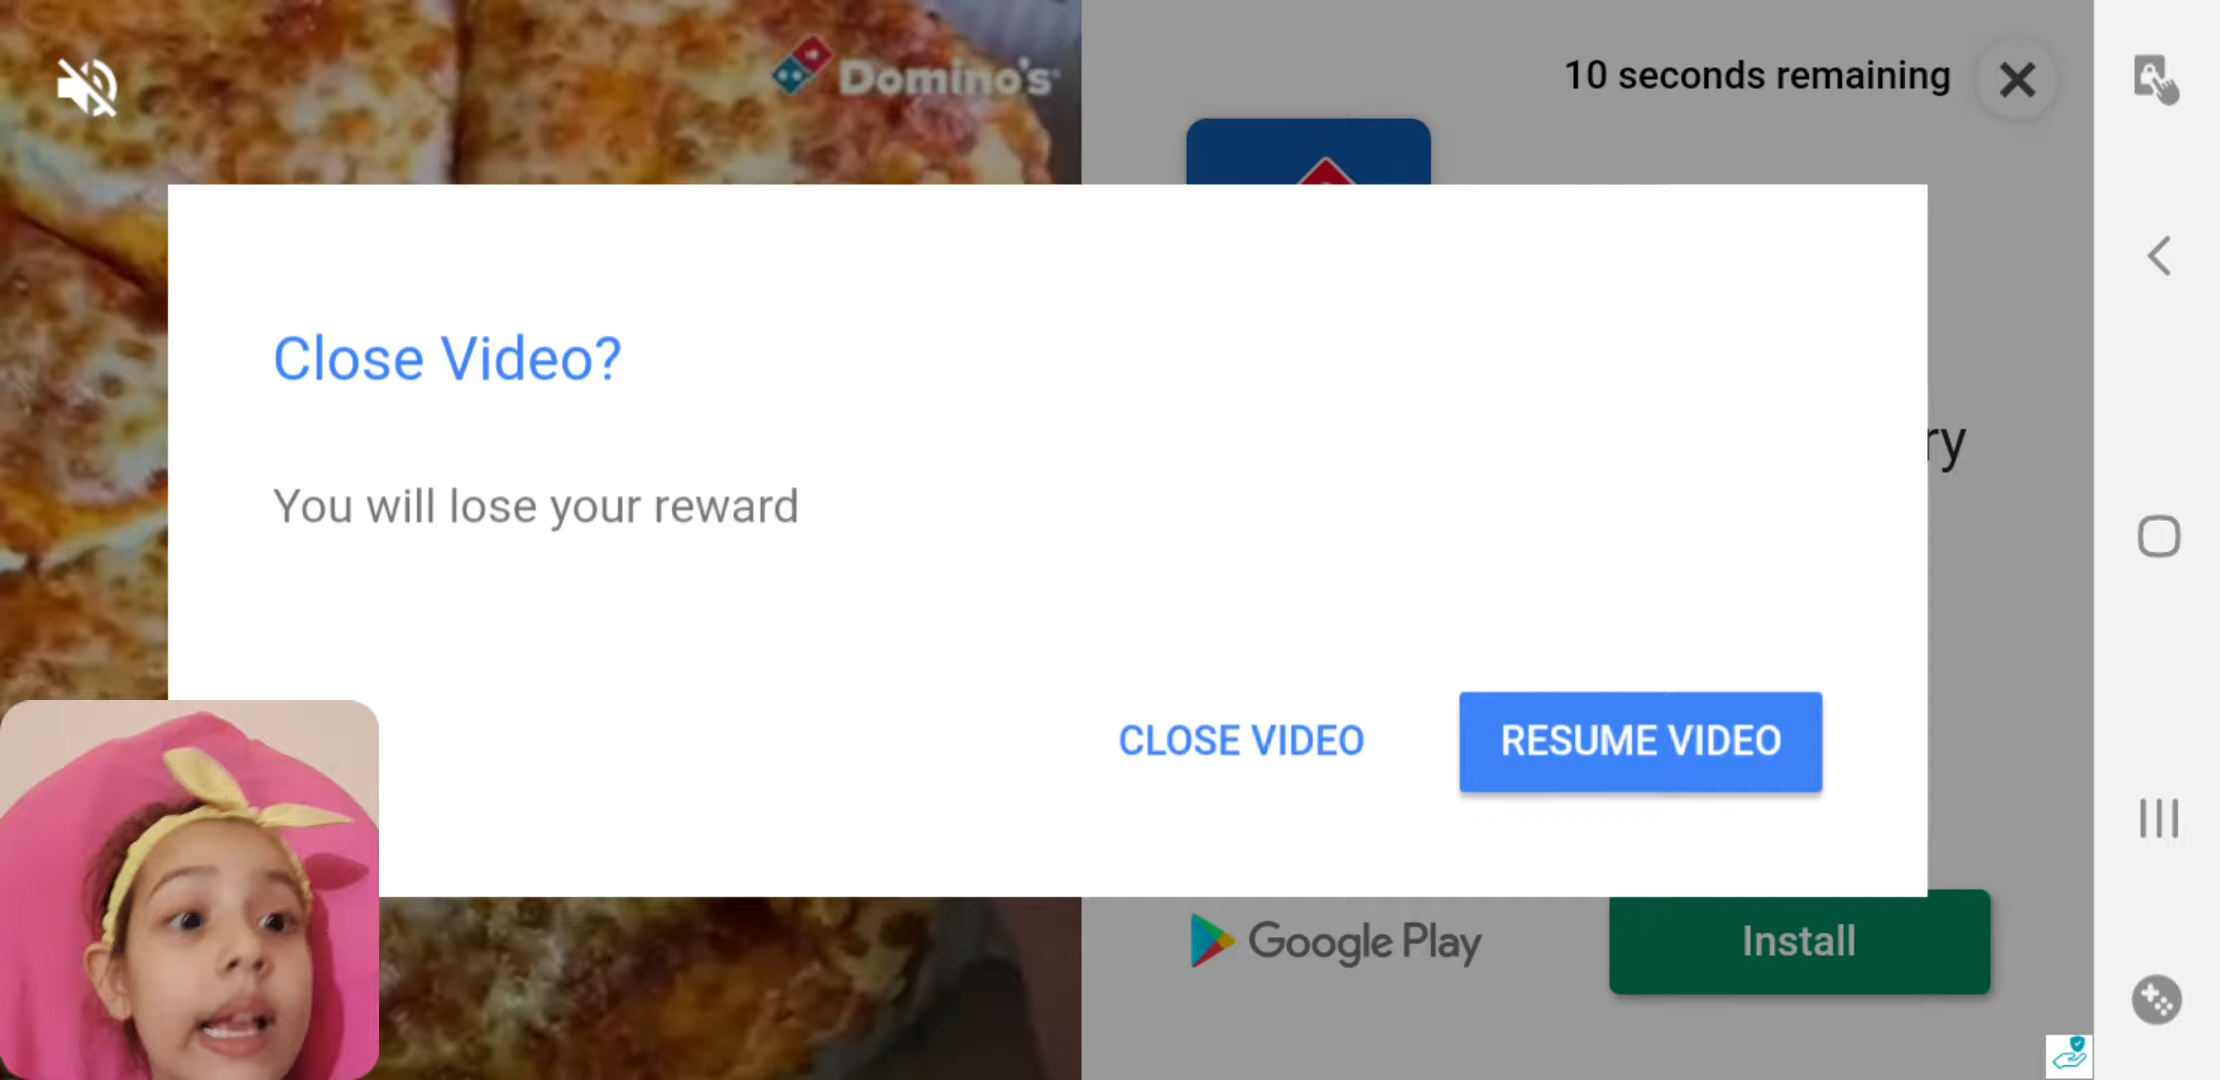 Domino's
10 seconds remaining
ry
Close Video?
You will lose your reward
CLOSE VIDEO
RESUME VIDEO
Google Play
Install